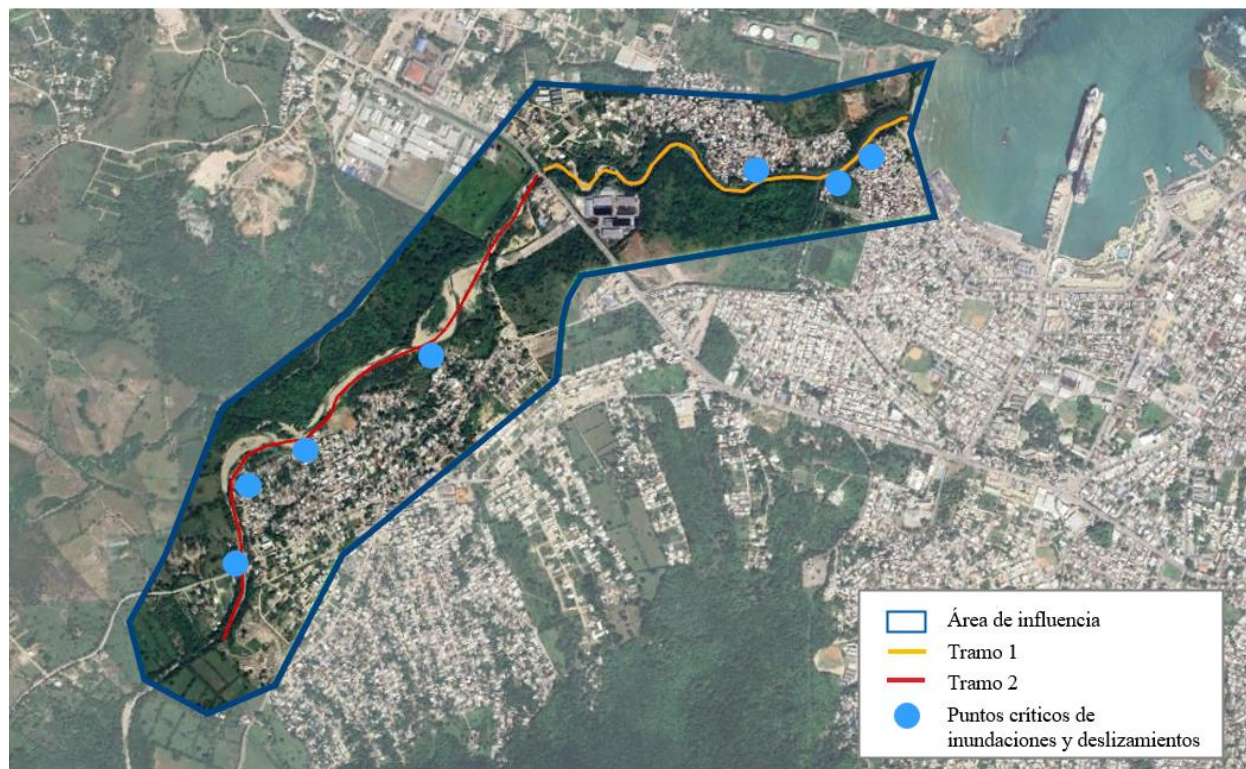 Área de influencia
Tramo 1
Tramo 2
Puntos críticos de
inundaciones y deslizamientos